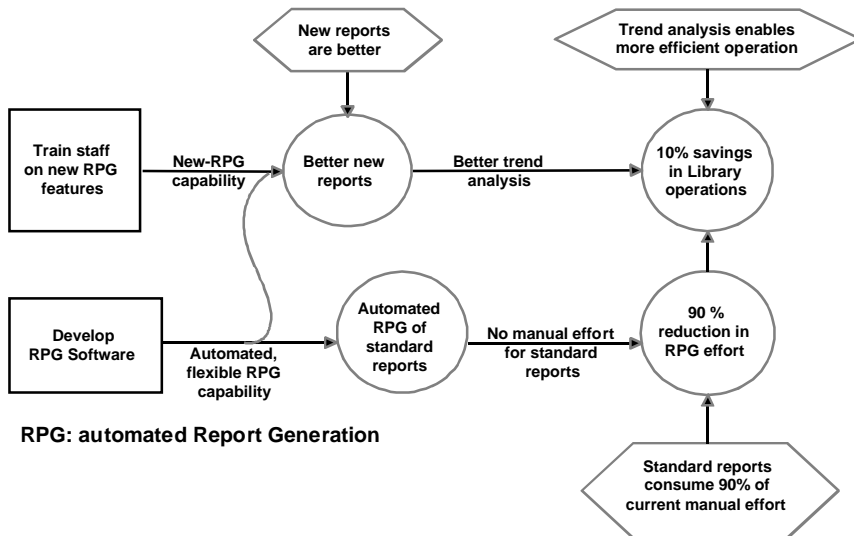 New reports
are better
Trend analysis enables
more efficient operation
Train staff
on new RPG
features
New-RPG
capability
Better new
reports
Better trend
analysis
10% savings
in Library
operations
Develop
RPG Software
Automated,
flexible RPG
capability
Automated
RPG of
standard
reports
No manual effort
for standard
reports
90 %
reduction in
RPG effort
RPG: automated Report Generation
Standard reports
consume 90% of
current manual effort